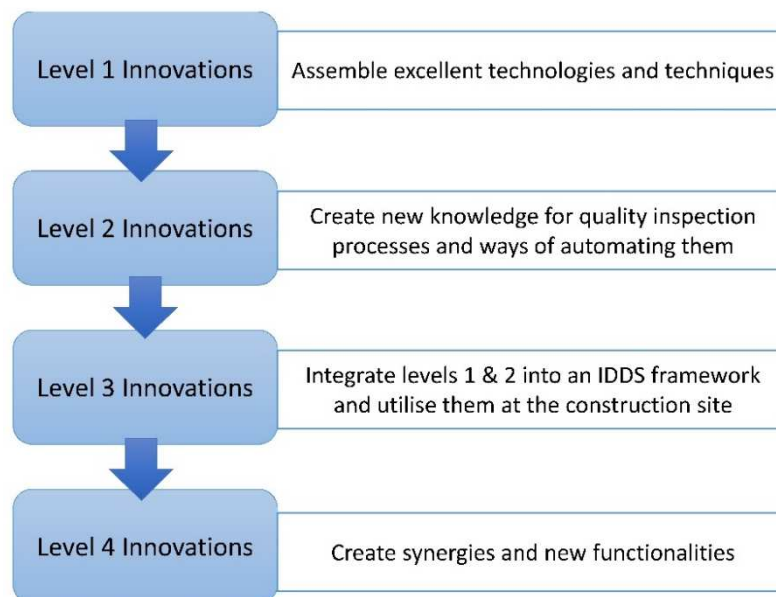 Level 1 Innovations
Assemble excellent technologies and techniques
Level 2 Innovations
Create new knowledge for quality inspection
processes and ways of automating them
Level 3 Innovations
Integrate levels 1 & 2 into an IDDS framework
and utilise them at the construction site
Level 4 Innovations
Create synergies and new functionalities